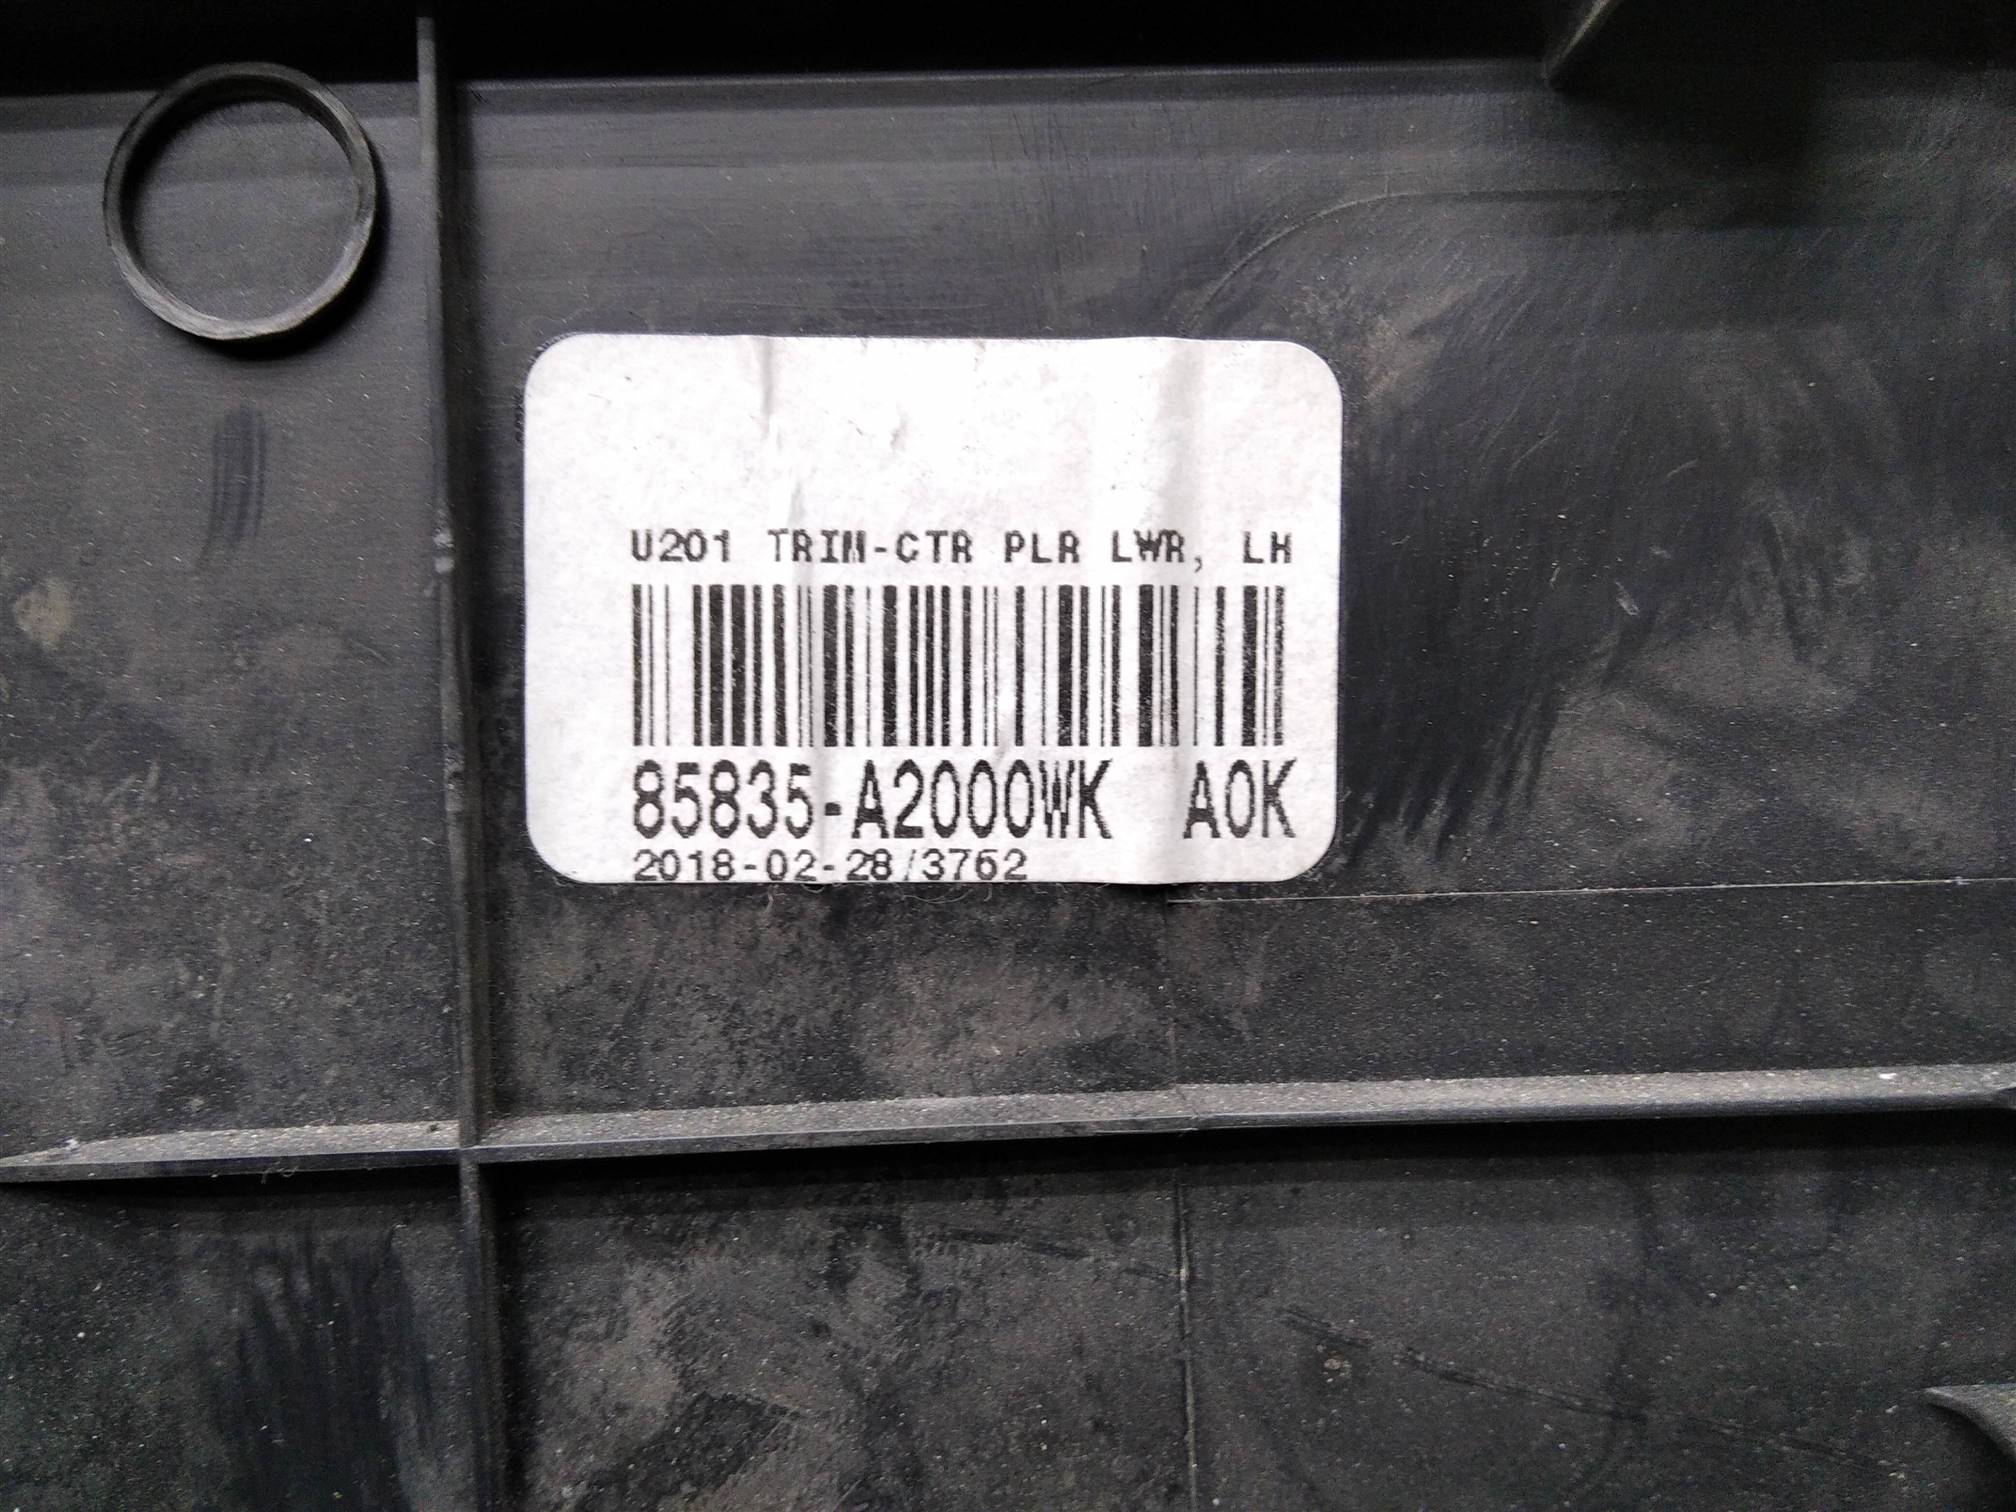 U201 TRIM-CTR PLR LWR, LH
85835-A2000WK A0K
2018-02-28/3762